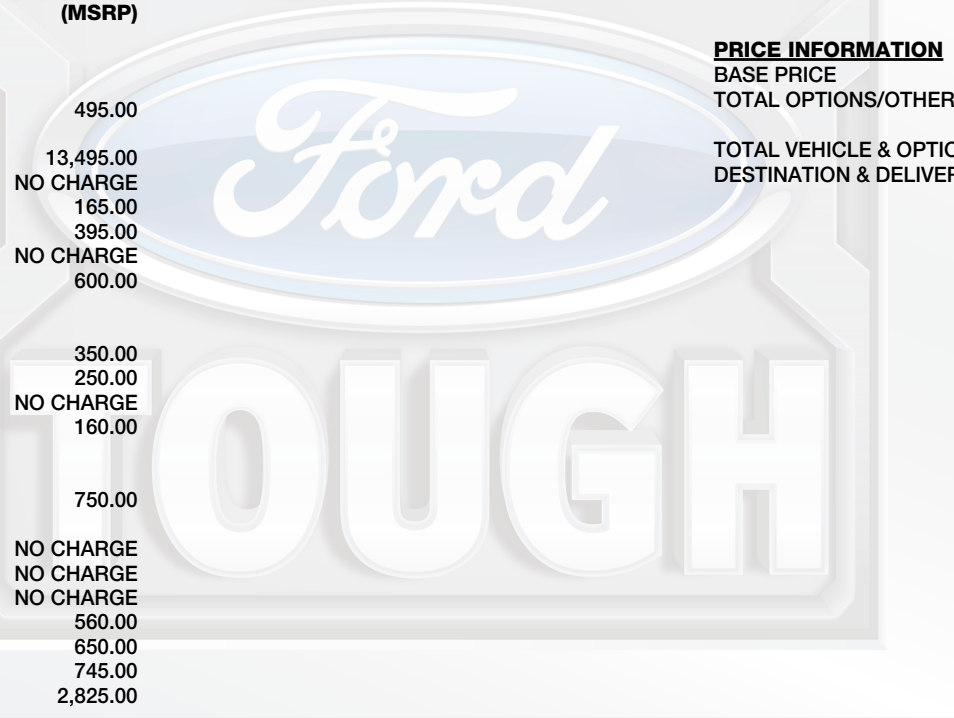 (MSRP)
495.00
13,495.00
NO CHARGE
165.00
395.00
NO CHARGE
600.00
350.00
250.00
NO CHARGE
160.00
750.00
NO CHARGE
NO CHARGE
NO CHARGE
560.00
650.00
745.00
2,825.00
PRICE INFORMATION
BASE PRICE
TOTAL OPTIONS/OTHER
TOTAL VEHICLE & OPTIO
DESTINATION & DELIVER
Ford
TOUGH